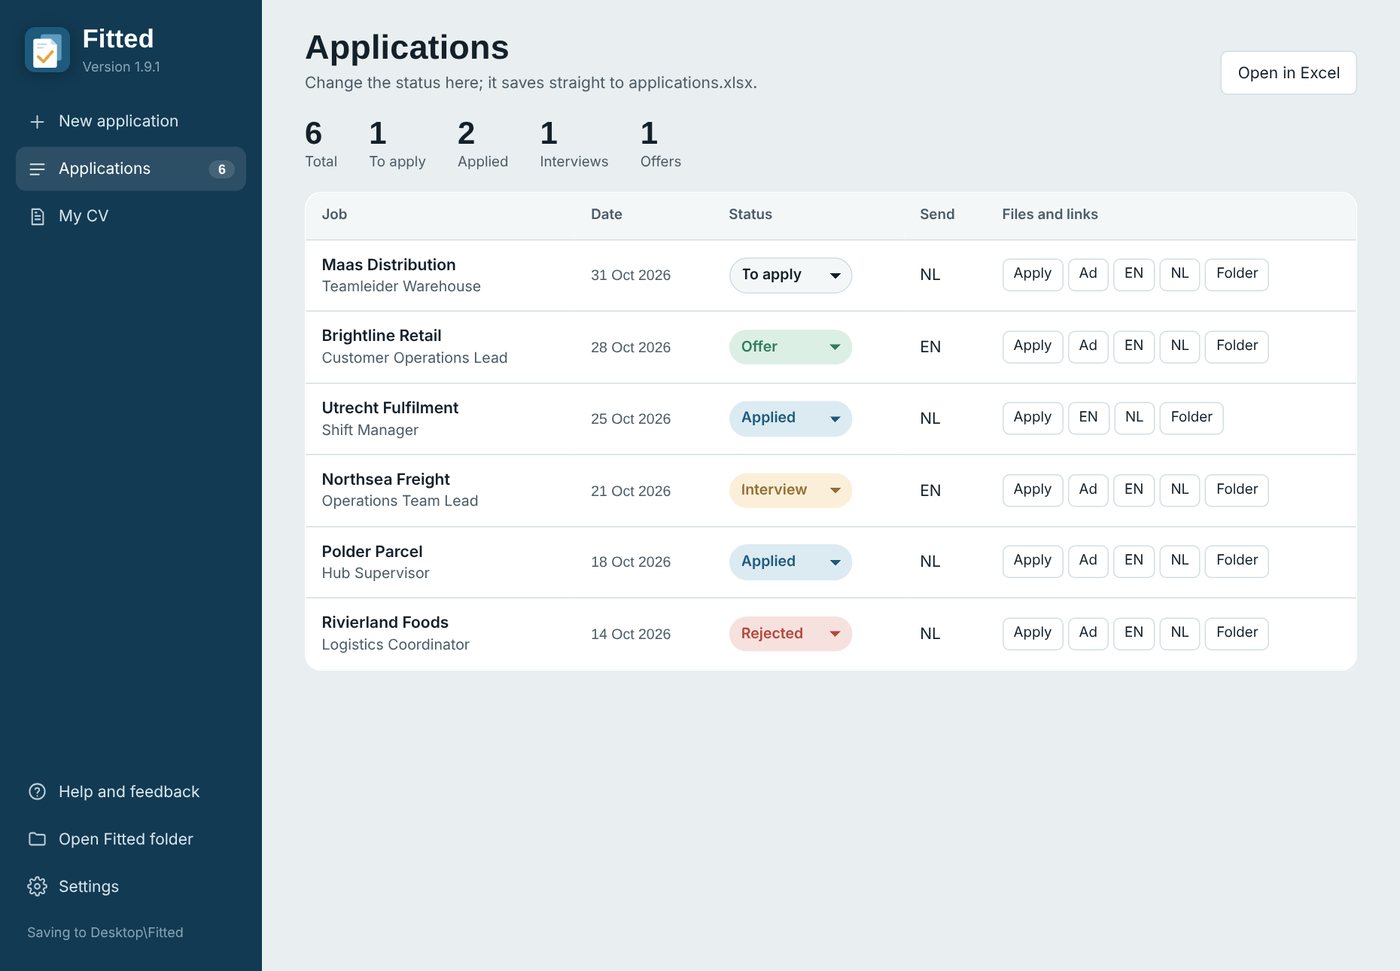 Fitted
Version 1.9.1
New application
Applications 6
My CV
Help and feedback
Open Fitted folder
Settings
Saving to Desktop\Fitted
Applications
Change the status here; it saves straight to applications.xlsx.
Open in Excel
6 1 2 1 1
Total To apply Applied Interviews Offers
Job Date Status Send Files and links
Maas Distribution
Teamleider Warehouse
31 Oct 2026 To apply NL Apply Ad EN NL Folder
Brightline Retail
Customer Operations Lead
28 Oct 2026 Offer EN Apply Ad EN NL Folder
Utrecht Fulfilment
Shift Manager
25 Oct 2026 Applied NL Apply EN NL Folder
Northsea Freight
Operations Team Lead
21 Oct 2026 Interview EN Apply Ad EN NL Folder
Polder Parcel
Hub Supervisor
18 Oct 2026 Applied NL Apply Ad EN NL Folder
Rivierland Foods
Logistics Coordinator
14 Oct 2026 Rejected NL Apply Ad EN NL Folder